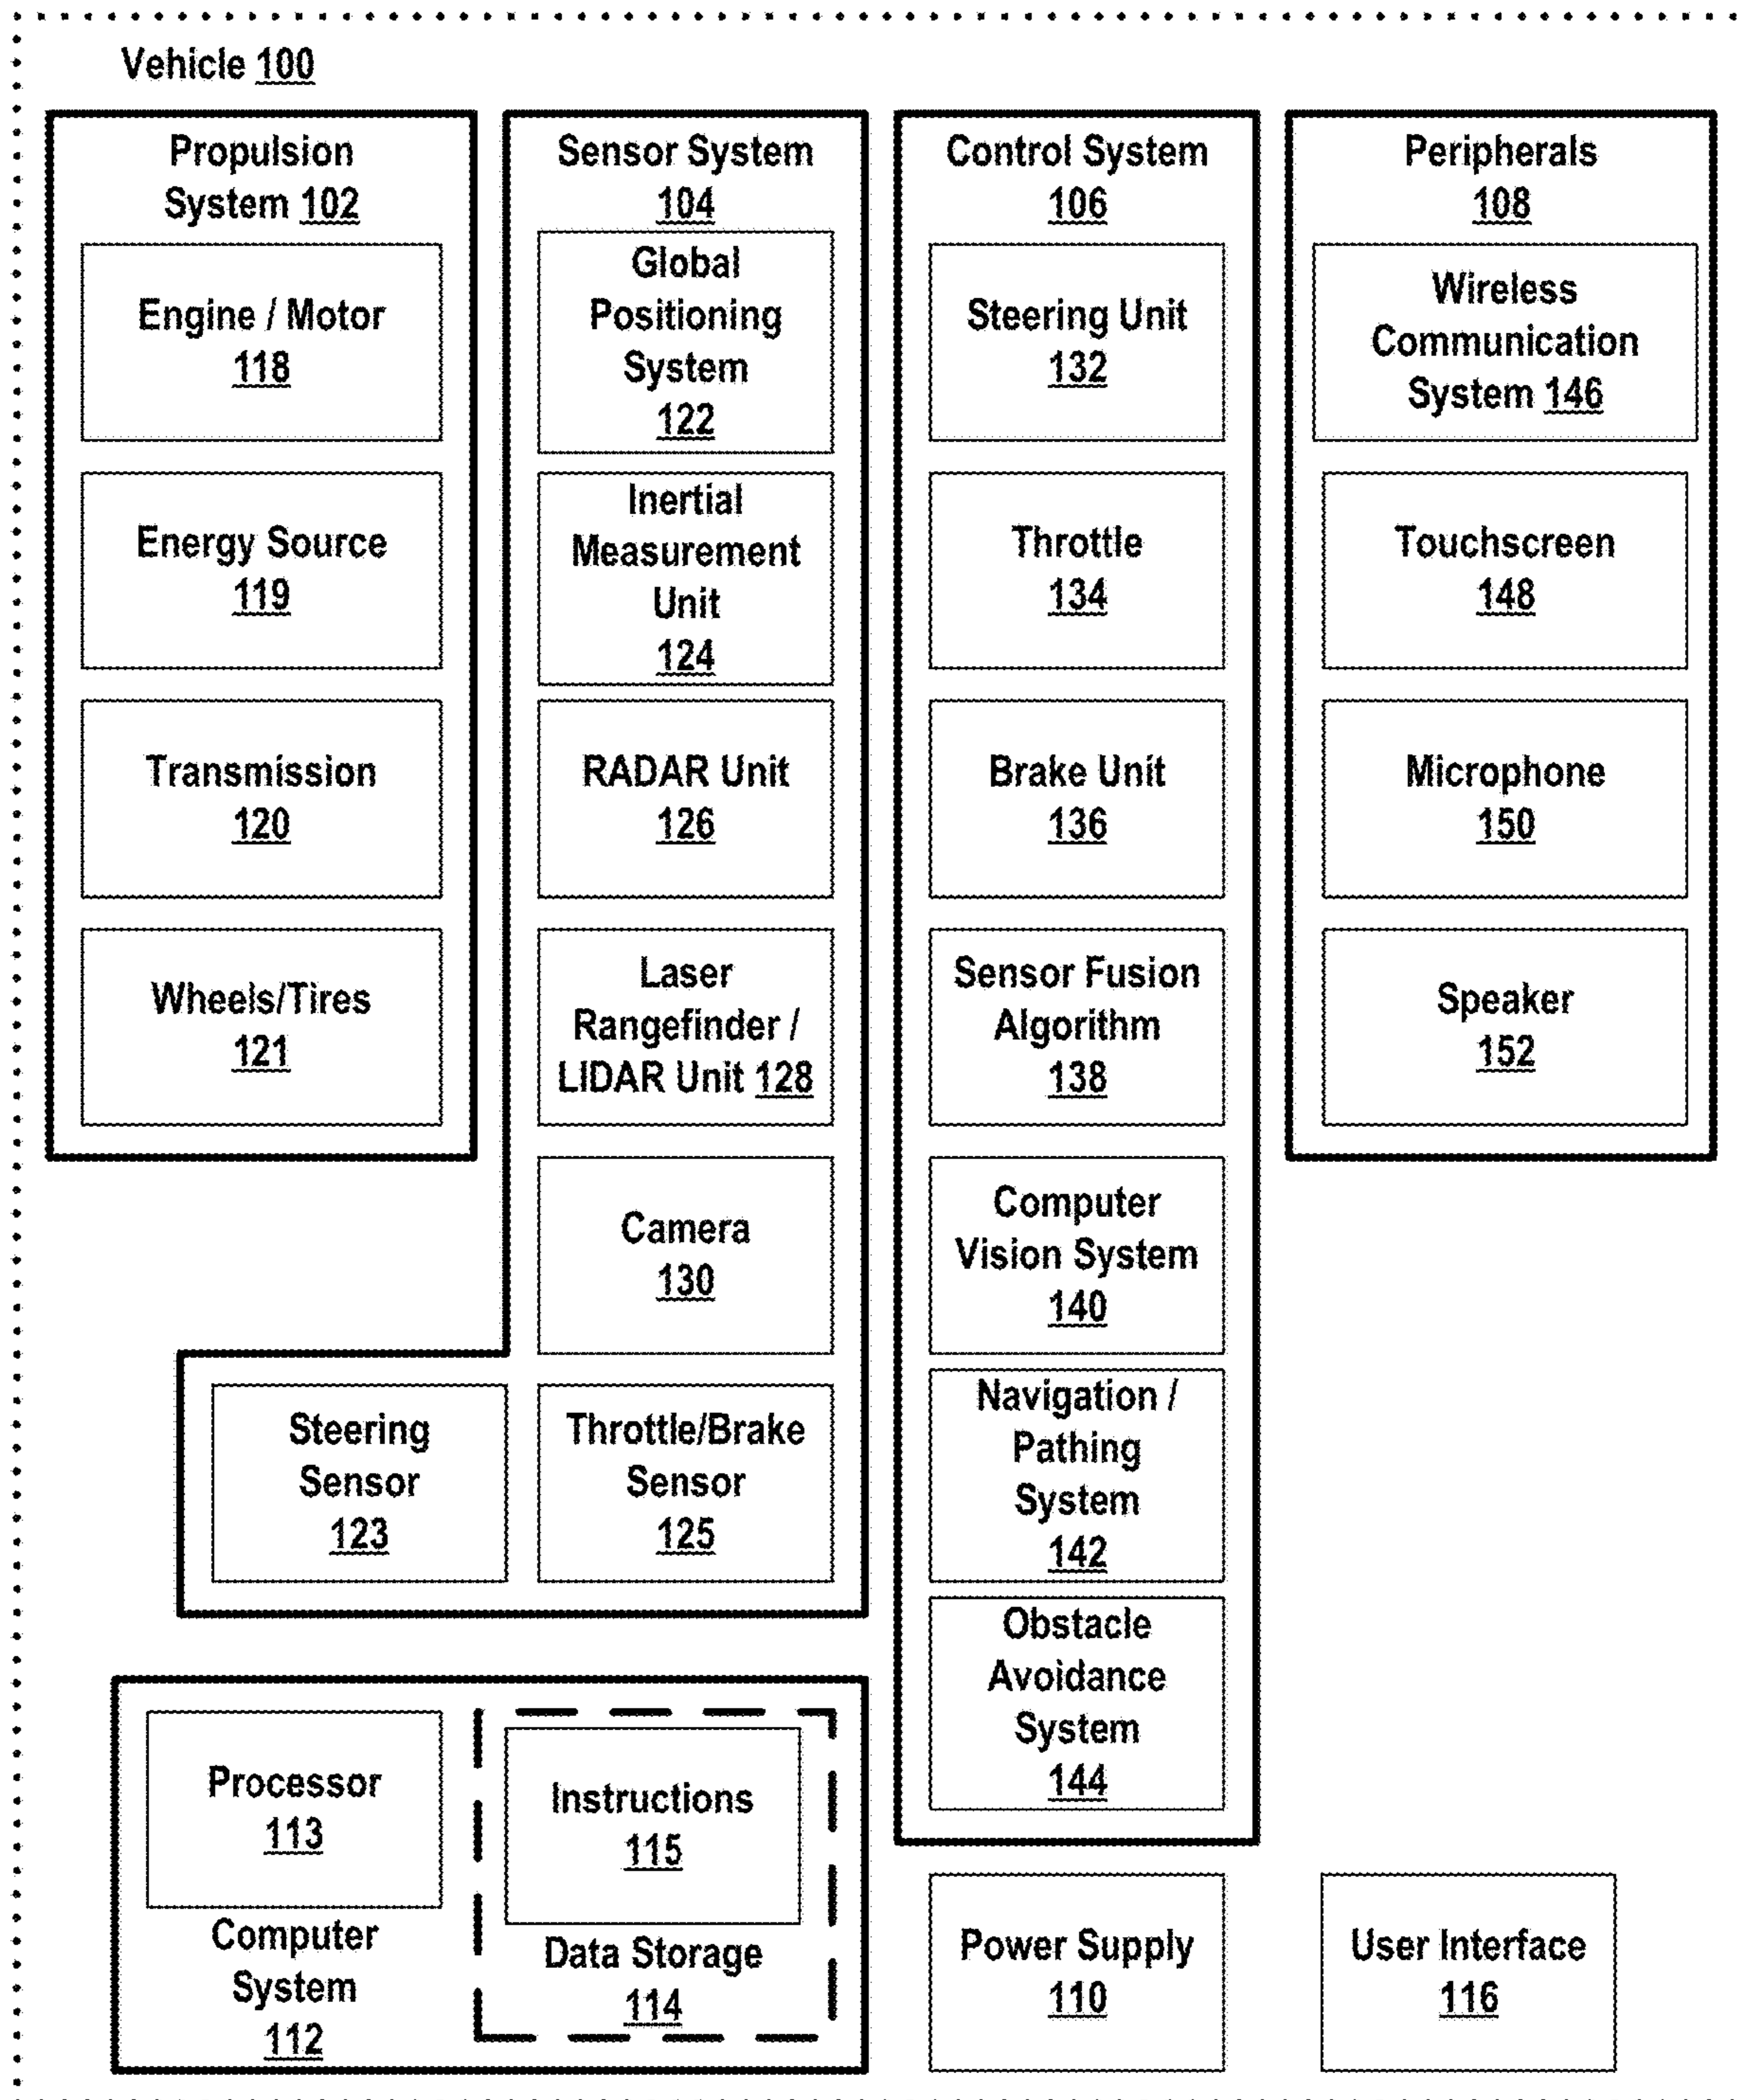 Vehicle 100
Propulsion
System 102
Engine / Motor
118
Energy Source
119
Transmission
120
Wheels/Tires
121
Sensor System
104
Global
Positioning
System
122
Inertial
Measurement
Unit
124
RADAR Unit
126
Laser
Rangefinder /
LIDAR Unit 128
Camera
130
Steering
Sensor
123
Throttle/Brake
Sensor
125
Control System
106
Steering Unit
132
Throttle
134
Brake Unit
136
Sensor Fusion
Algorithm
138
Computer
Vision System
140
Navigation /
Pathing
System
142
Obstacle
Avoidance
System
144
Peripherals
108
Wireless
Communication
System 146
Touchscreen
148
Microphone
150
Speaker
152
Processor
113
Computer
System
112
Instructions
115
Data Storage
114
Power Supply
110
User Interface
116